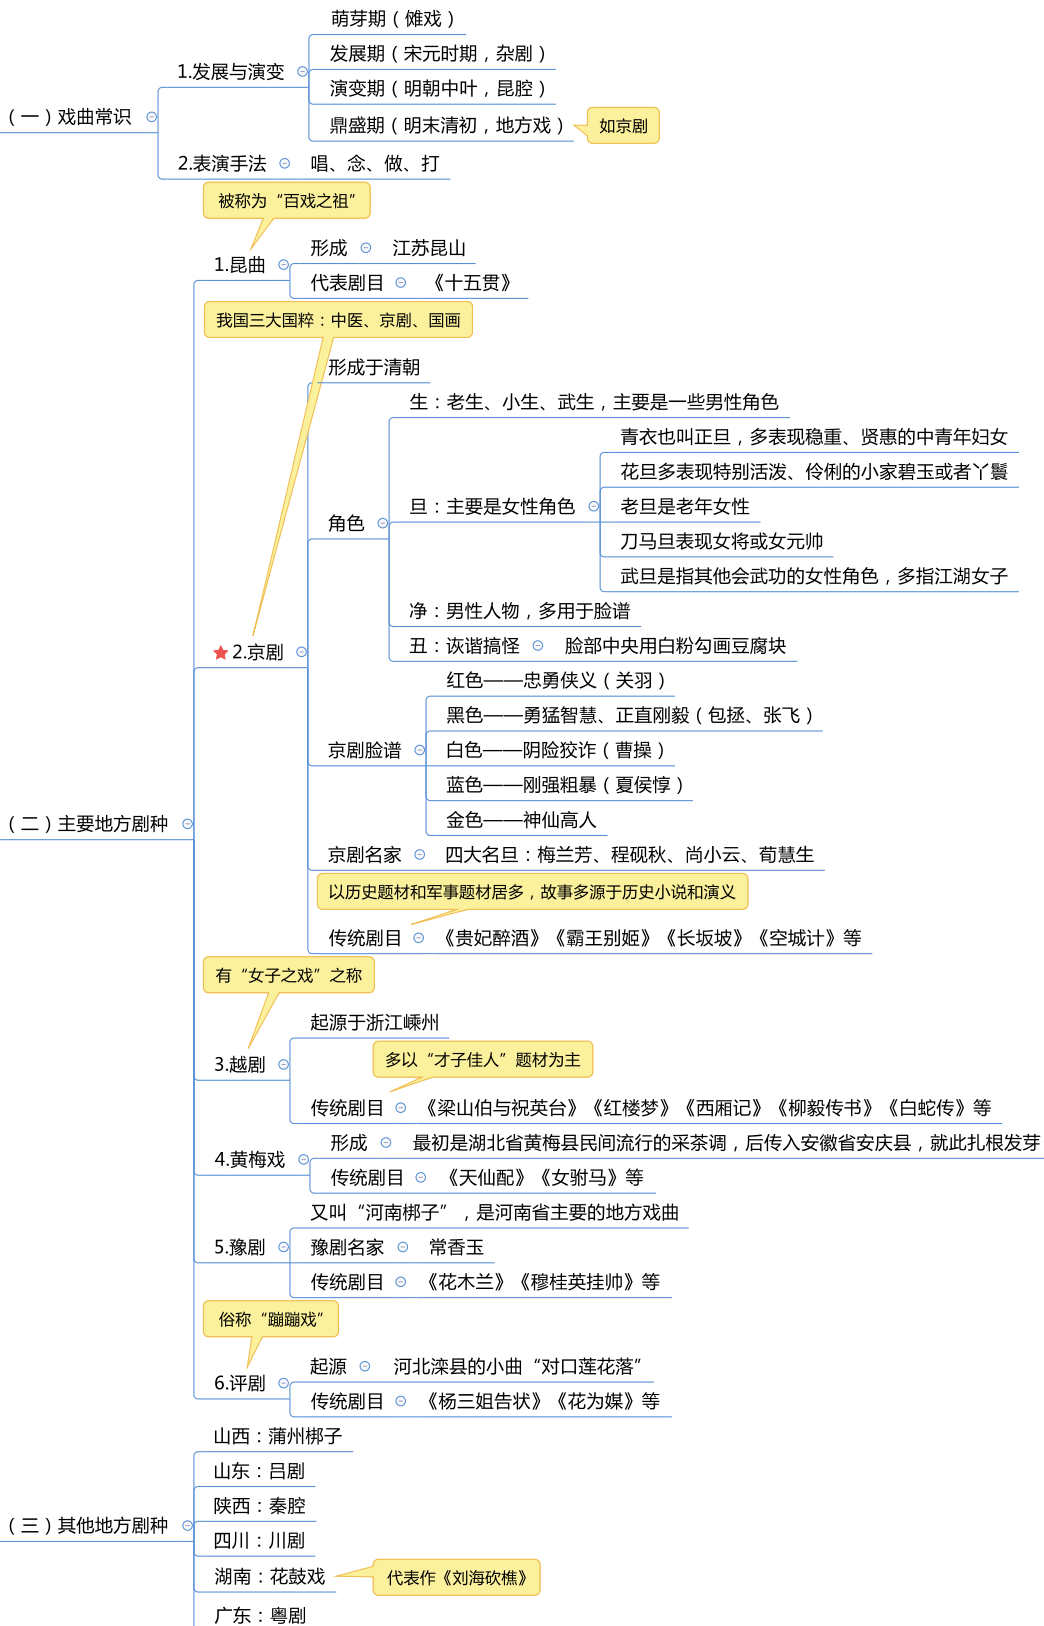 萌芽期（傩戏）
发展期（宋元时期，杂剧）
1.发展与演变
演变期（明朝中叶，昆腔）
（一）戏曲常识
鼎盛期（明末清初，地方戏）
如京剧
2.表演手法
唱、念、做、打
被称为“百戏之祖”
形成
江苏昆山
1.昆曲
代表剧目
《十五贯》
我国三大国粹：中医、京剧、国画
形成于清朝
生：老生、小生、武生，主要是一些男性角色
青衣也叫正旦，多表现稳重、贤惠的中青年妇女
花旦多表现特别活泼、伶俐的小家碧玉或者丫鬟
旦：主要是女性角色
老旦是老年女性
角色
刀马旦表现女将或女元帅
武旦是指其他会武功的女性角色，多指江湖女子
净：男性人物，多用于脸谱
丑：诙谐搞怪
脸部中央用白粉勾画豆腐块
2.京剧
红色——忠勇侠义（关羽）
黑色——勇猛智慧、正直刚毅（包拯、张飞）
京剧脸谱
白色——阴险狡诈（曹操）
蓝色——刚强粗暴（夏侯惇）
金色——神仙高人
（二）主要地方剧种
京剧名家
四大名旦：梅兰芳、程砚秋、尚小云、荀慧生
以历史题材和军事题材居多，故事多源于历史小说和演义
传统剧目
《贵妃醉酒》《霸王别姬》《长坂坡》《空城计》等
有“女子之戏”之称
起源于浙江嵊州
3.越剧
多以“才子佳人”题材为主
传统剧目
《梁山伯与祝英台》《红楼梦》《西厢记》《柳毅传书》《白蛇传》等
形成
最初是湖北省黄梅县民间流行的采茶调，后传入安徽省安庆县，就此扎根发芽
4.黄梅戏
传统剧目
《天仙配》《女驸马》等
又叫“河南梆子”，是河南省主要的地方戏曲
5.豫剧
豫剧名家
常香玉
传统剧目
《花木兰》《穆桂英挂帅》等
俗称“蹦蹦戏”
起源
河北滦县的小曲“对口莲花落”
6.评剧
传统剧目
《杨三姐告状》《花为媒》等
山西：蒲州梆子
山东：吕剧
陕西：秦腔
（三）其他地方剧种
四川：川剧
湖南：花鼓戏
代表作《刘海砍樵》
广东：粤剧